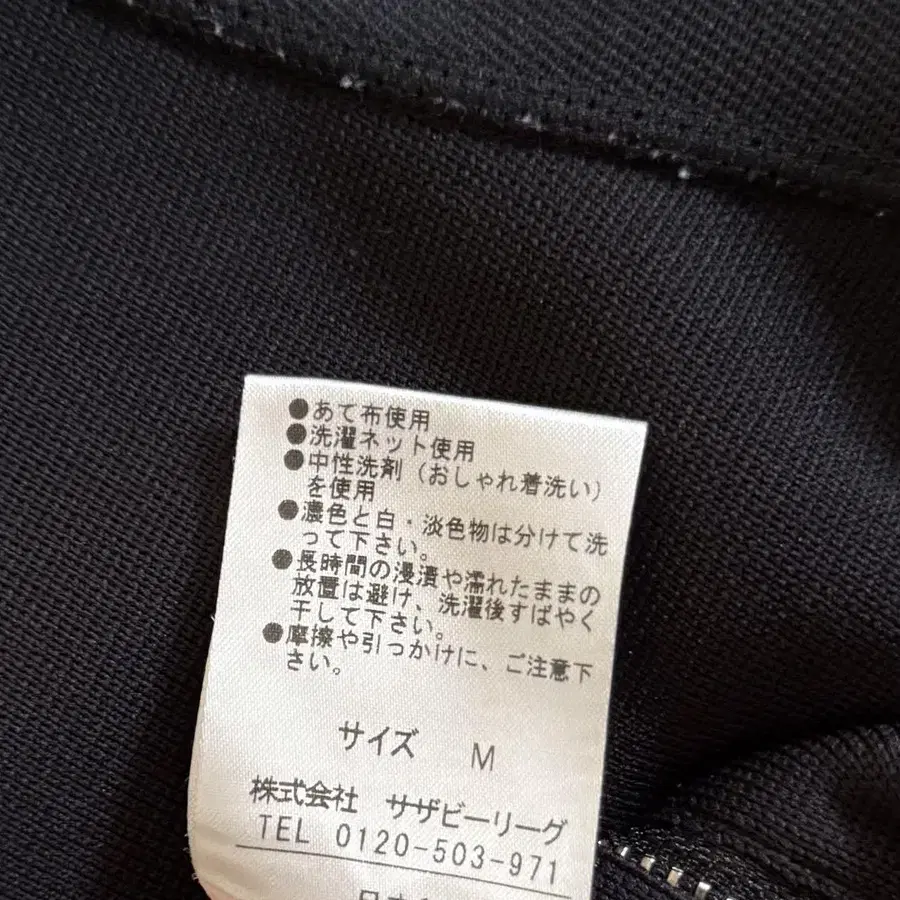 ●あて布使用
●洗濯ネット使用
●中性洗剤（おしゃれ着洗い）
を使用
●濃色と白・淡色物は分けて洗
って下さい。
●長時間の浸漬や濡れたままの
放置は避け、洗濯後すばやく
干して下さい。
●摩擦や引っかけに、ご注意下
さい。
サイズ M
株式会社 サザビーリーグ
TEL 0120-503-971